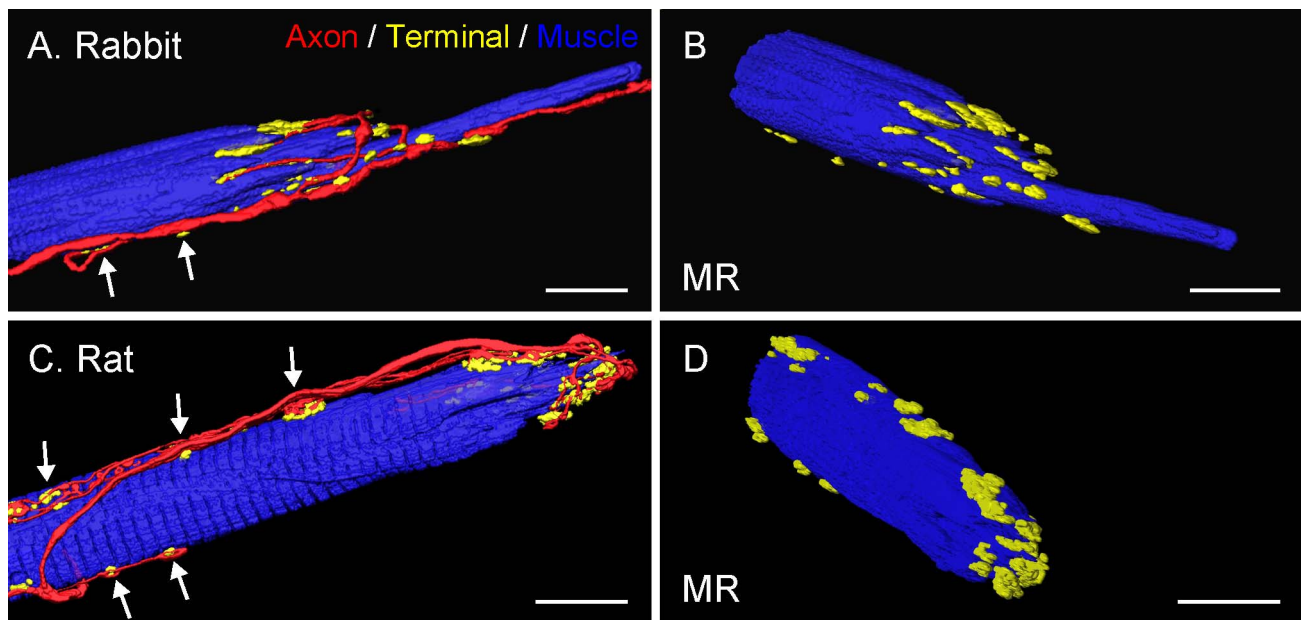 A. Rabbit
Axon / Terminal / Muscle
B
MR
C. Rat
D
MR